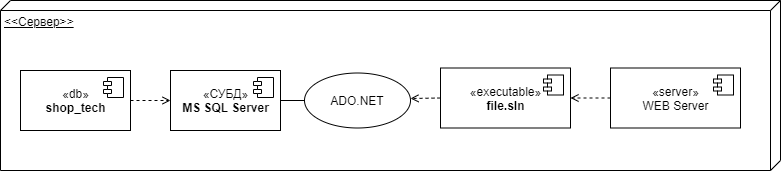 <<Сервер>>
«db»
shop_tech
«СУБД»
MS SQL Server
ADO.NET
«executable»
file.sln
«server»
WEB Server